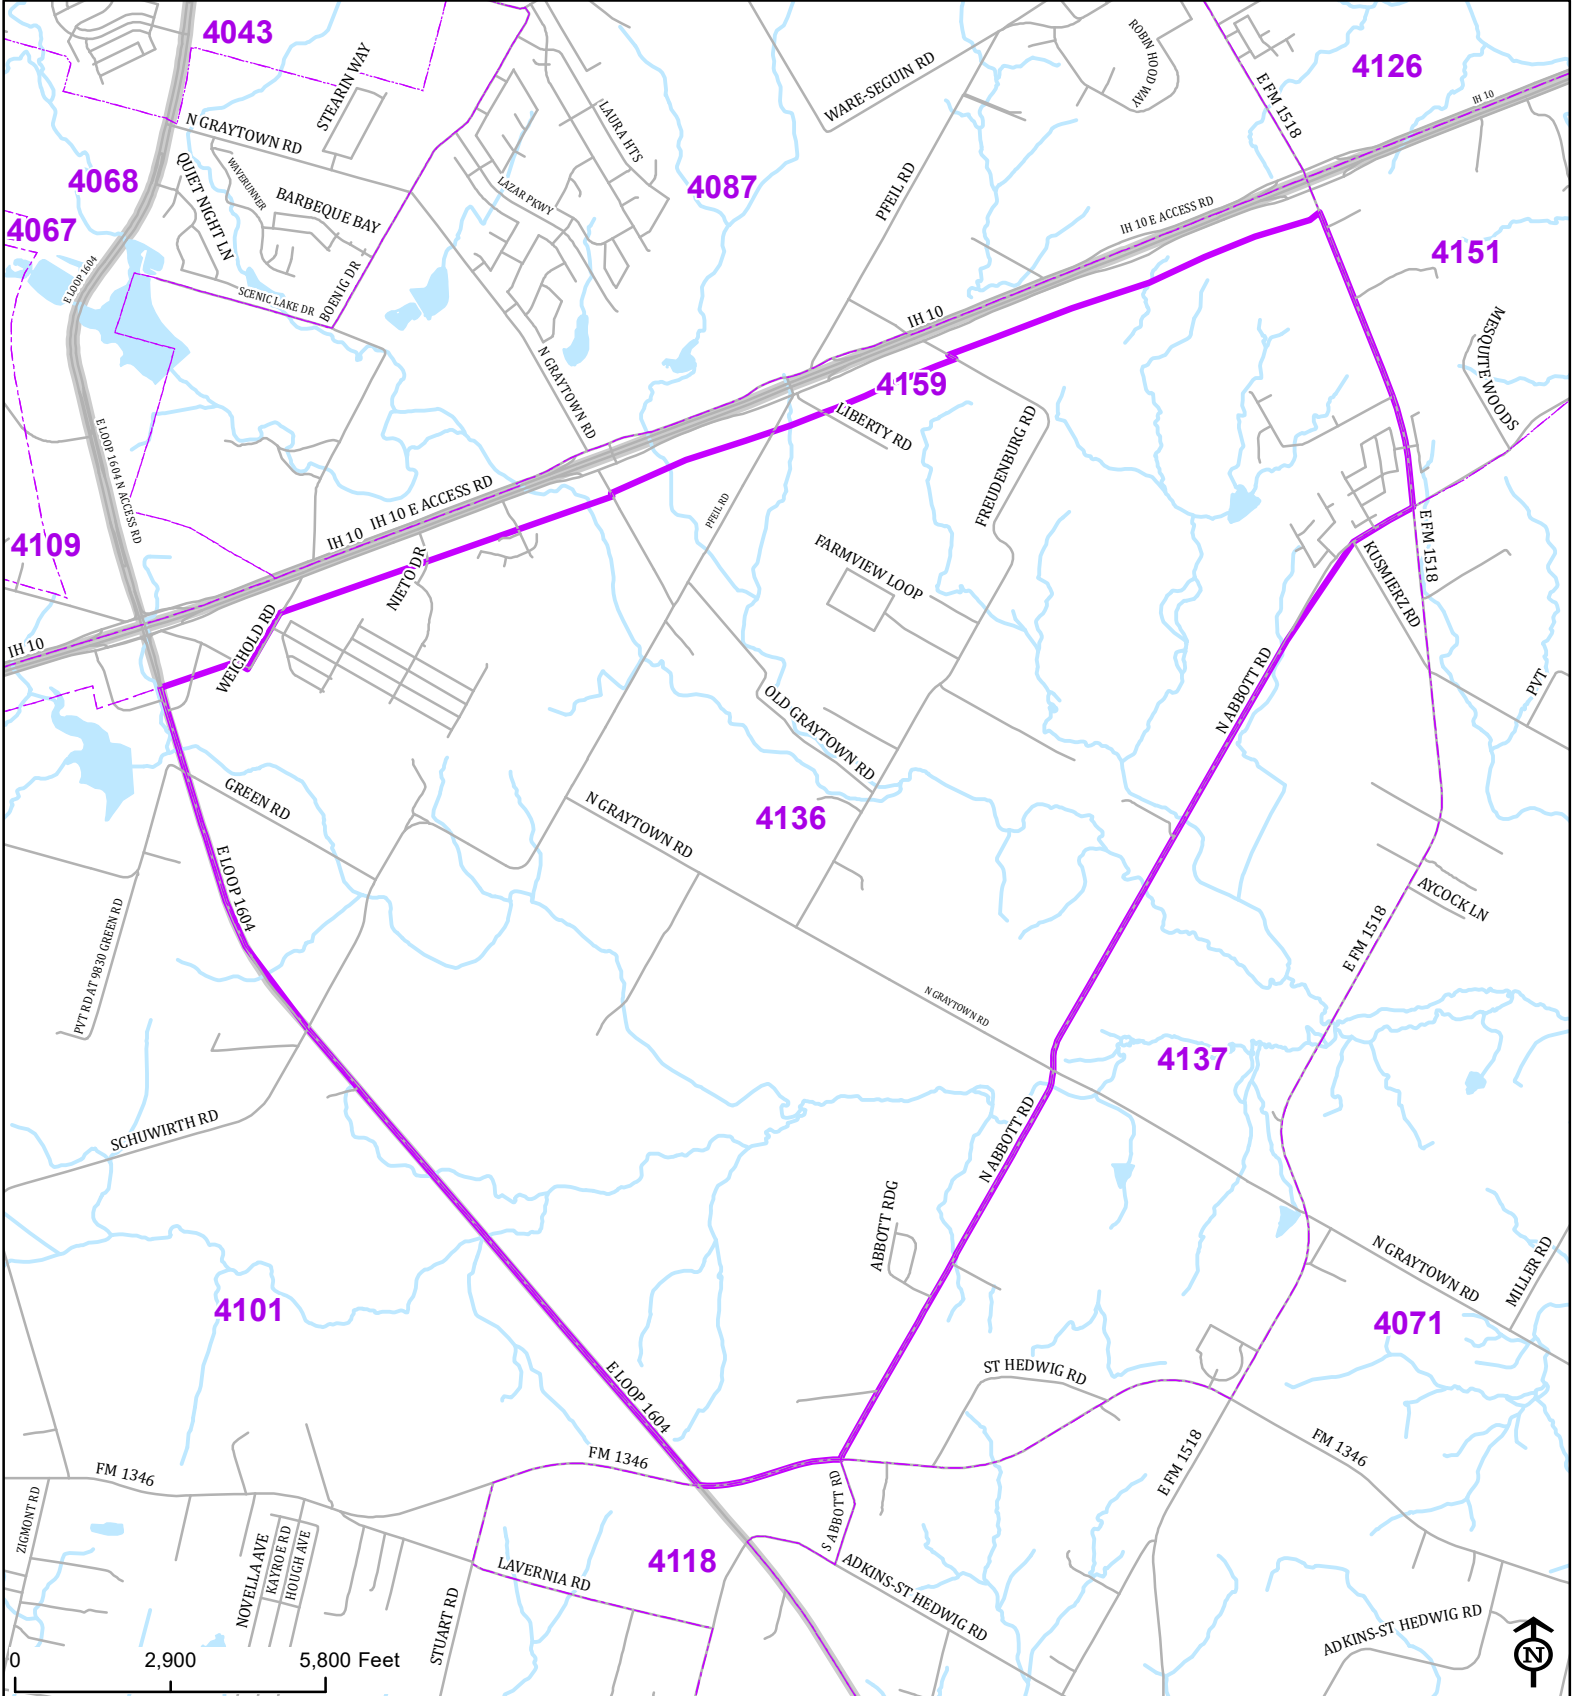 4043
STEARIN WAY
N GRAYTOWN RD
LAURA HTS
WARE-SEGUIN RD
ROBIN HOOD WAY
4126
E FM 1518
IH 10
4068
QUIET NIGHT LN
WAVERUNNER
BARBEQUE BAY
LAZAR PKWY
4087
PFEIL RD
IH 10 E ACCESS RD
4067
4151
E LOOP 1604
SCENIC LAKE DR
BOENIG DR
IH 10
MESQUITE WOODS
N GRAYTOWN RD
4159
LIBERTY RD
FREUDENBURG RD
E LOOP 1604 N ACCESS RD
IH 10
IH 10 E ACCESS RD
PFEIL RD
4109
NIETO DR
FARMVIEW LOOP
KUSMIERZ RD
E FM 1518
IH 10
WEICHOLD RD
OLD GRAYTOWN RD
N ABBOTT RD
PVT
GREEN RD
N GRAYTOWN RD
4136
E LOOP 1604
PVT RD AT 9830 GREEN RD
AYCOCK LN
E FM 1518
N GRAYTOWN RD
4137
SCHUWIRTH RD
N ABBOTT RD
ABBOTT RDG
N GRAYTOWN RD
MILLER RD
4101
4071
E LOOP 1604
ST HEDWIG RD
FM 1346
FM 1346
E FM 1518
FM 1346
ZIGMONT RD
S ABBOTT RD
NOVELLA AVE
KAYROE RD
HOUGH AVE
4118
LAVERNIA RD
STUART RD
ADKINS-ST HEDWIG RD
ADKINS-ST HEDWIG RD
0 2,900 5,800 Feet
N